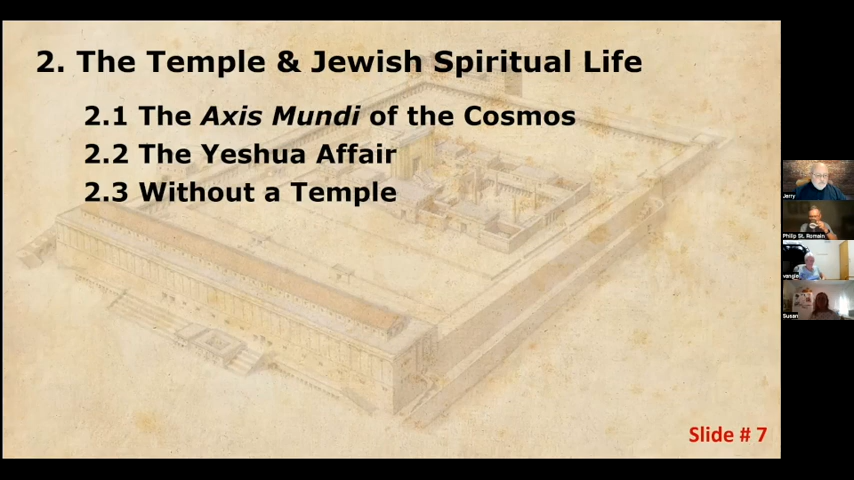 2. The Temple & Jewish Spiritual Life
2.1 The Axis Mundi of the Cosmos
2.2 The Yeshua Affair
2.3 Without a Temple
Slide # 7
Jerry
Philip St. Romain
vangie
Susan